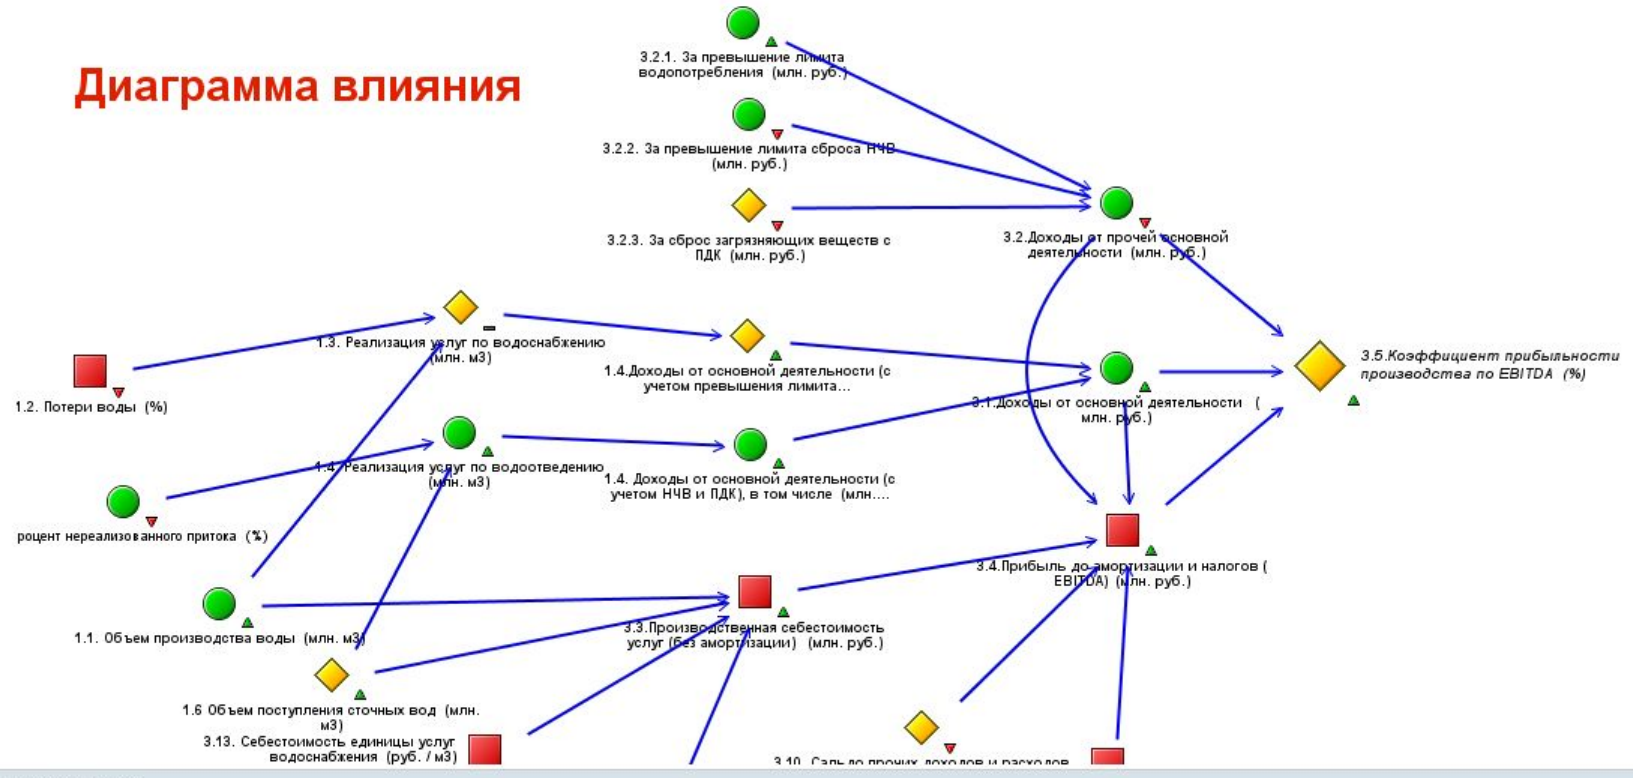 Диаграмма влияния
3.2.1. За превышение лимита
водопотребления (млн. руб.)
3.2.2. За превышение лимита сброса НЧВ
(млн. руб.)
3.2.3. За сброс загрязняющих веществ с
ПДК (млн. руб.)
3.2.Доходы от прочей основной
деятельности (млн. руб.)
1.3. Реализация услуг по водоснабжению
(млн. м3)
1.2. Потери воды (%)
1.4.Доходы от основной деятельности (с
учетом превышения лимита...
3.1.Доходы от основной деятельности (
млн. руб.)
3.5.Коэффициент прибыльности
производства по EBITDA (%)
1.4. Реализация услуг по водоотведению
(млн. м3)
1.4. Доходы от основной деятельности (с
учетом НЧВ и ПДК), в том числе (млн....
роцент нереализованного притока (%)
3.4.Прибыль до амортизации и налогов (
EBITDA) (млн. руб.)
1.1. Объем производства воды (млн. м3)
3.3.Производственная себестоимость
услуг (без амортизации) (млн. руб.)
1.6 Объем поступления сточных вод (млн.
м3)
3.13. Себестоимость единицы услуг
водоснабжения (руб. / м3)
3.10. Сальдо прочих доходов и расходов